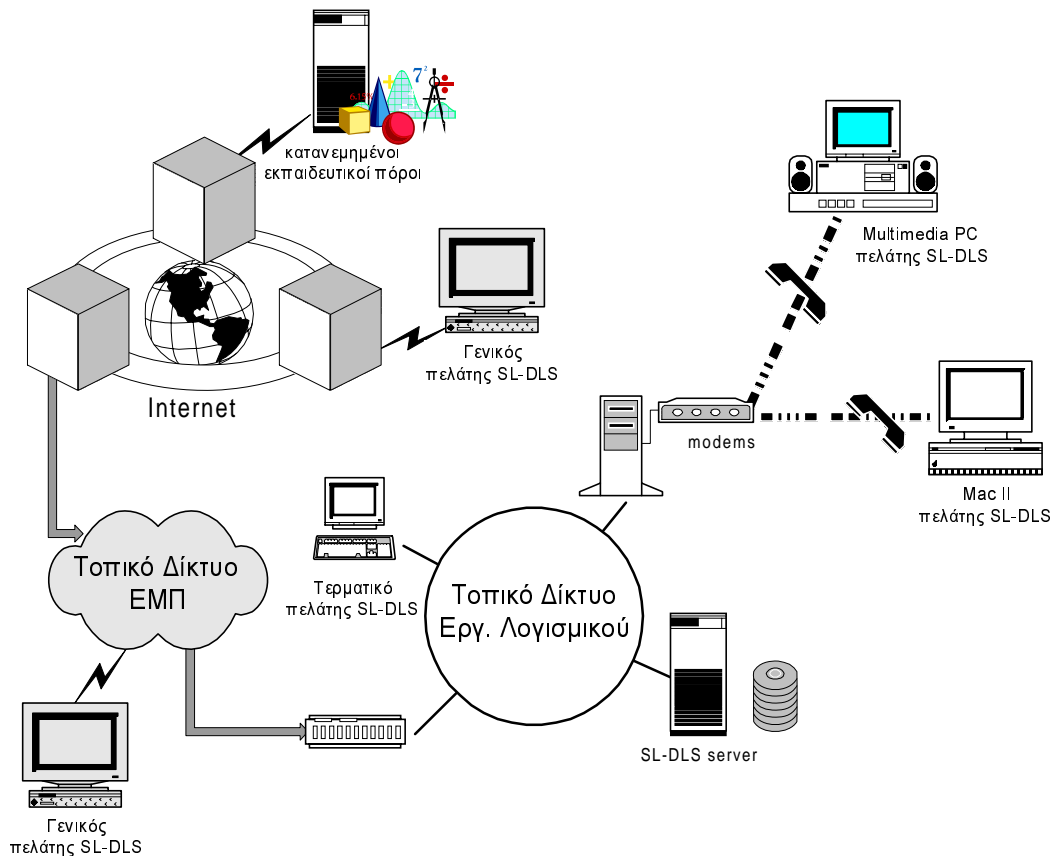 κατανεμημένοι
εκπαιδευτικοί πόροι
Multimedia PC
πελάτης SL-DLS
Γενικός
πελάτης SL-DLS
Internet
modems
Mac II
πελάτης SL-DLS
Τοπικό Δίκτυο
ΕΜΠ
Τερματικό
πελάτης SL-DLS
Τοπικό Δίκτυο
Εργ. Λογισμικού
SL-DLS server
Γενικός
πελάτης SL-DLS